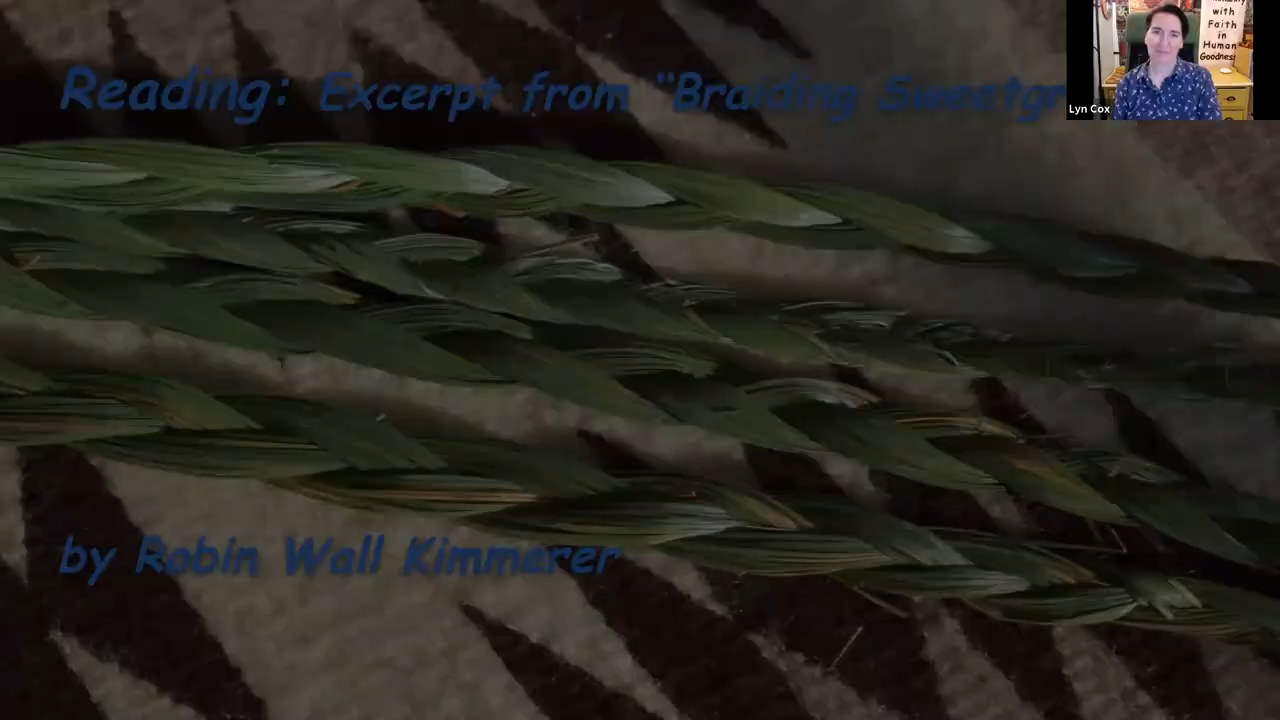 Reading: Excerpt from "Braiding Sweetgr
with
Faith
in
Human
Goodness
Lyn Cox
by Robin Wall Kimmerer